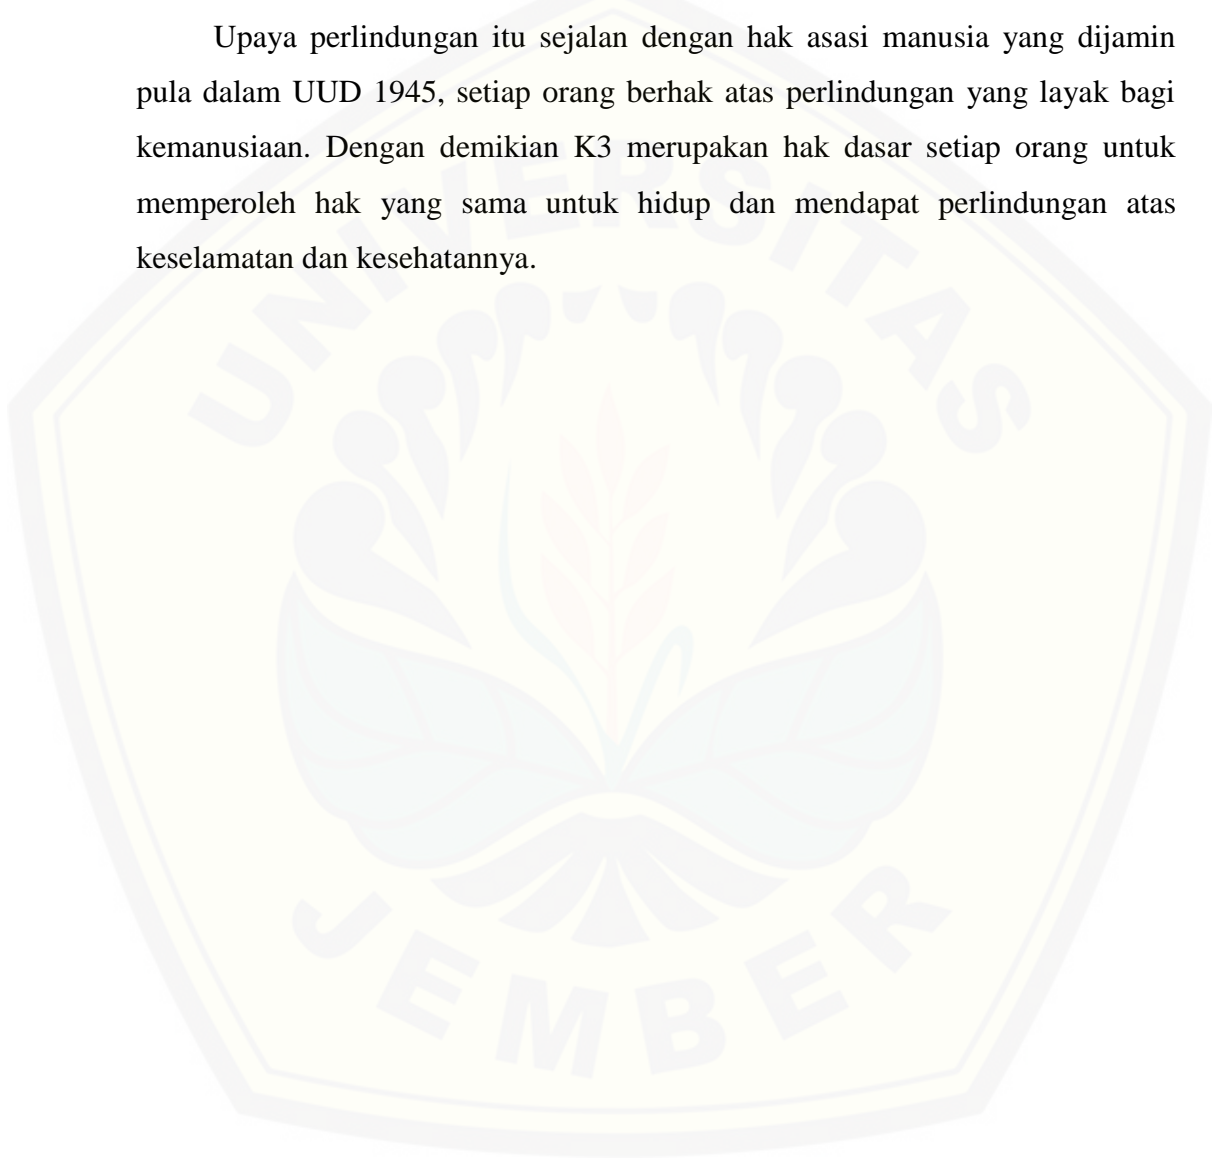 Upaya perlindungan itu sejalan dengan hak asasi manusia yang dijamin
pula dalam UUD 1945, setiap orang berhak atas perlindungan yang layak bagi
kemanusiaan. Dengan demikian K3 merupakan hak dasar setiap orang untuk
memperoleh hak yang sama untuk hidup dan mendapat perlindungan atas
keselamatan dan kesehatannya.
UNIVERSITAS
JEMBER